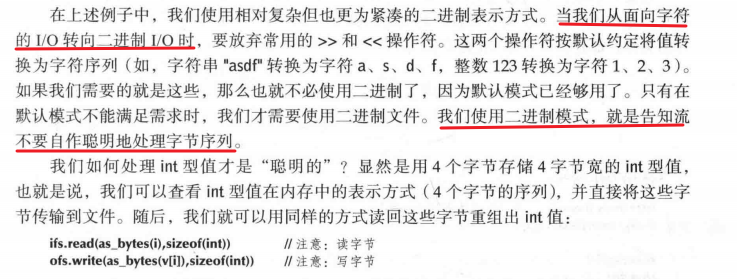 在上述例子中，我们使用相对复杂但也更为紧凑的二进制表示方式。当我们从面向字符
的 I/O 转向二进制 I/O 时，要放弃常用的 >> 和 << 操作符。这两个操作符按默认约定将值转
换为字符序列（如，字符串 "asdf" 转换为字符 a、s、d、f，整数 123 转换为字符 1、2、3）。
如果我们需要的就是这些，那么也就不必使用二进制了，因为默认模式已经够用了。只有在
默认模式不能满足需求时，我们才需要使用二进制文件。我们使用二进制模式，就是告知流
不要自作聪明地处理字节序列。
我们如何处理 int 型值才是“聪明的”？显然是用 4 个字节存储 4 字节宽的 int 型值，
也就是说，我们可以查看 int 型值在内存中的表示方式（4 个字节的序列），并直接将这些字
节传输到文件。随后，我们就可以用同样的方式读回这些字节重组出 int 值：
ifs.read(as_bytes(i),sizeof(int)) // 注意：读字节
ofs.write(as_bytes(v[i]),sizeof(int)) // 注意：写字节